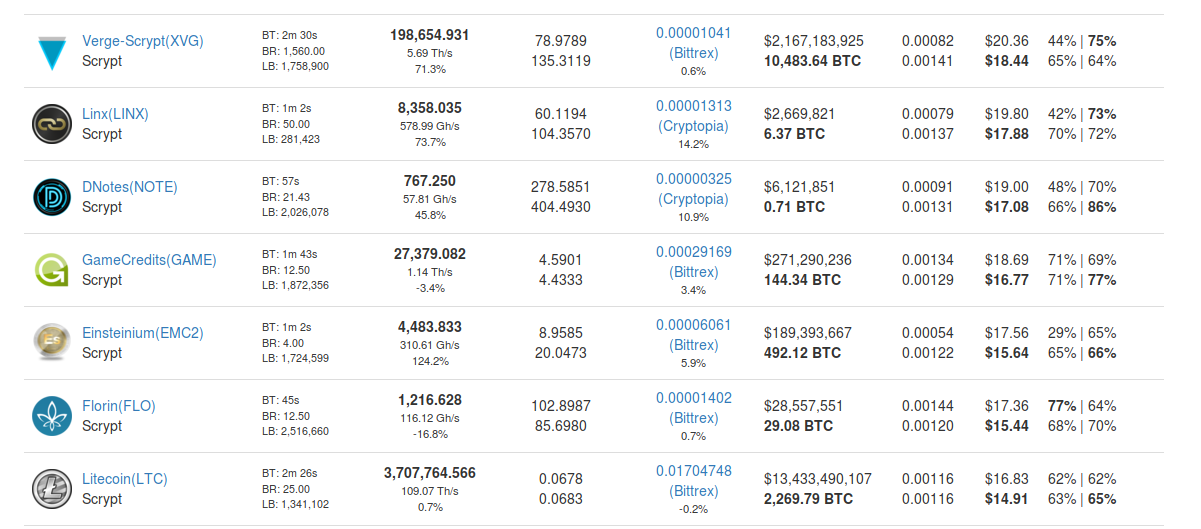 Verge-Scrypt(XVG)
Scrypt
BT: 2m 30s
BR: 1,560.00
LB: 1,758,900
198,654.931
5.69 Th/s
71.3%
78.9789
135.3119
0.00001041
(Bittrex)
0.6%
$2,167,183,925
10,483.64 BTC
0.00082
0.00141
$20.36
$18.44
44% | 75%
65% | 64%
Linx(LINX)
Scrypt
BT: 1m 2s
BR: 50.00
LB: 281,423
8,358.035
578.99 Gh/s
73.7%
60.1194
104.3570
0.00001313
(Cryptopia)
14.2%
$2,669,821
6.37 BTC
0.00079
0.00137
$19.80
$17.88
42% | 73%
70% | 72%
DNotes(NOTE)
Scrypt
BT: 57s
BR: 21.43
LB: 2,026,078
767.250
57.81 Gh/s
45.8%
278.5851
404.4930
0.00000325
(Cryptopia)
10.9%
$6,121,851
0.71 BTC
0.00091
0.00131
$19.00
$17.08
48% | 70%
66% | 86%
GameCredits(GAME)
Scrypt
BT: 1m 43s
BR: 12.50
LB: 1,872,356
27,379.082
1.14 Th/s
-3.4%
4.5901
4.4333
0.00029169
(Bittrex)
3.4%
$271,290,236
144.34 BTC
0.00134
0.00129
$18.69
$16.77
71% | 69%
71% | 77%
Es
Einsteinium(EMC2)
Scrypt
BT: 1m 2s
BR: 4.00
LB: 1,724,599
4,483.833
310.61 Gh/s
124.2%
8.9585
20.0473
0.00006061
(Bittrex)
5.9%
$189,393,667
492.12 BTC
0.00054
0.00122
$17.56
$15.64
29% | 65%
65% | 66%
Florin(FLO)
Scrypt
BT: 45s
BR: 12.50
LB: 2,516,660
1,216.628
116.12 Gh/s
-16.8%
102.8987
85.6980
0.00001402
(Bittrex)
0.7%
$28,557,551
29.08 BTC
0.00144
0.00120
$17.36
$15.44
77% | 64%
68% | 70%
Litecoin(LTC)
Scrypt
BT: 2m 26s
BR: 25.00
LB: 1,341,102
3,707,764.566
109.07 Th/s
0.7%
0.0678
0.0683
0.01704748
(Bittrex)
-0.2%
$13,433,490,107
2,269.79 BTC
0.00116
0.00116
$16.83
$14.91
62% | 62%
63% | 65%